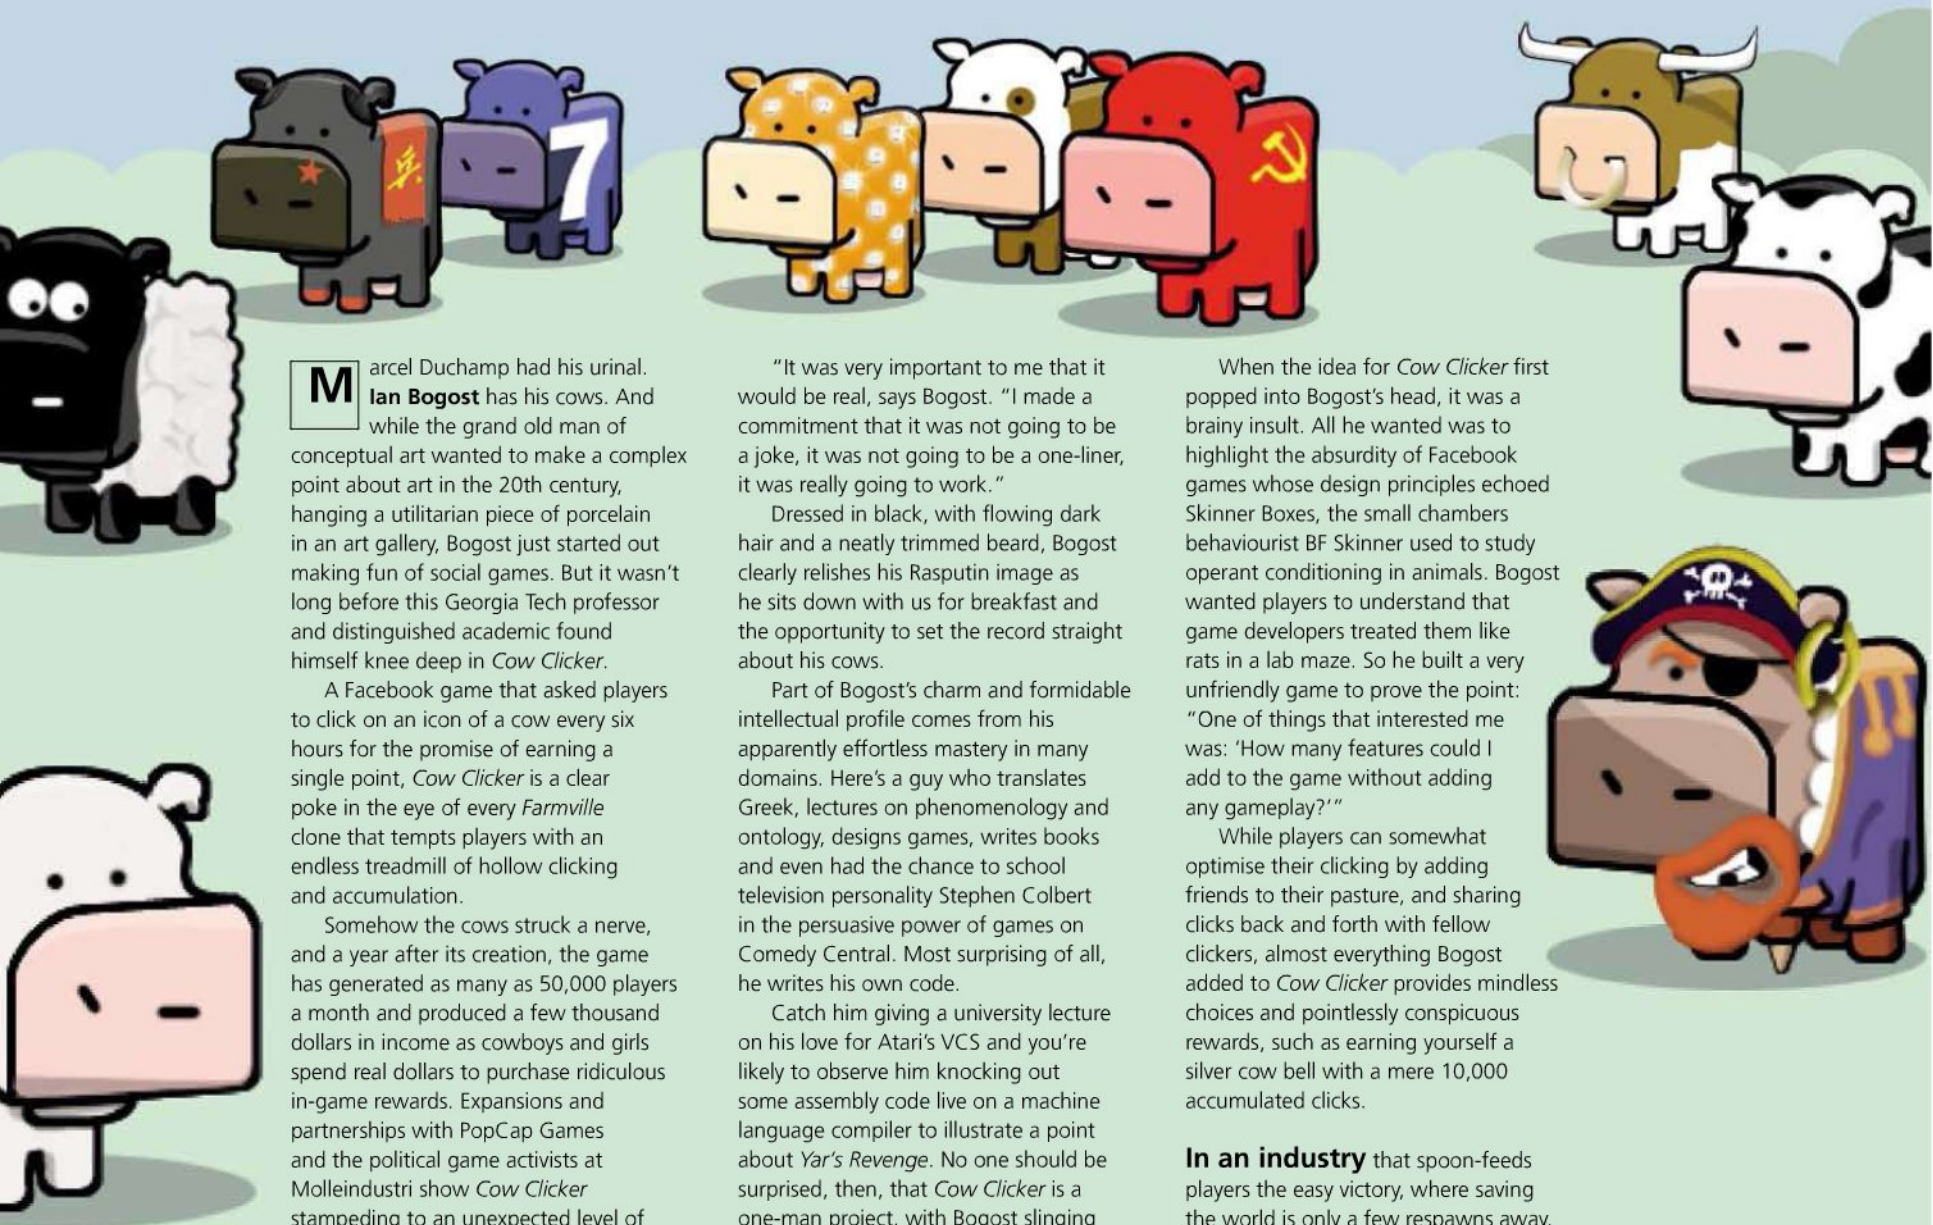 兵
7
Marcel Duchamp had his urinal.
Ian Bogost has his cows. And
while the grand old man of
conceptual art wanted to make a complex
point about art in the 20th century,
hanging a utilitarian piece of porcelain
in an art gallery, Bogost just started out
making fun of social games. But it wasn't
long before this Georgia Tech professor
and distinguished academic found
himself knee deep in Cow Clicker.
A Facebook game that asked players
to click on an icon of a cow every six
hours for the promise of earning a
single point, Cow Clicker is a clear
poke in the eye of every Farmville
clone that tempts players with an
endless treadmill of hollow clicking
and accumulation.
Somehow the cows struck a nerve,
and a year after its creation, the game
has generated as many as 50,000 players
a month and produced a few thousand
dollars in income as cowboys and girls
spend real dollars to purchase ridiculous
in-game rewards. Expansions and
partnerships with PopCap Games
and the political game activists at
Molleindustri show Cow Clicker
stampeding to an unexpected level of
"It was very important to me that it
would be real, says Bogost. "I made a
commitment that it was not going to be
a joke, it was not going to be a one-liner,
it was really going to work."
Dressed in black, with flowing dark
hair and a neatly trimmed beard, Bogost
clearly relishes his Rasputin image as
he sits down with us for breakfast and
the opportunity to set the record straight
about his cows.
Part of Bogost's charm and formidable
intellectual profile comes from his
apparently effortless mastery in many
domains. Here's a guy who translates
Greek, lectures on phenomenology and
ontology, designs games, writes books
and even had the chance to school
television personality Stephen Colbert
in the persuasive power of games on
Comedy Central. Most surprising of all,
he writes his own code.
Catch him giving a university lecture
on his love for Atari's VCS and you're
likely to observe him knocking out
some assembly code live on a machine
language compiler to illustrate a point
about Yar's Revenge. No one should be
surprised, then, that Cow Clicker is a
one-man project, with Bogost slinging
When the idea for Cow Clicker first
popped into Bogost's head, it was a
brainy insult. All he wanted was to
highlight the absurdity of Facebook
games whose design principles echoed
Skinner Boxes, the small chambers
behaviourist BF Skinner used to study
operant conditioning in animals. Bogost
wanted players to understand that
game developers treated them like
rats in a lab maze. So he built a very
unfriendly game to prove the point:
"One of things that interested me
was: 'How many features could I
add to the game without adding
any gameplay?'"
While players can somewhat
optimise their clicking by adding
friends to their pasture, and sharing
clicks back and forth with fellow
clickers, almost everything Bogost
added to Cow Clicker provides mindless
choices and pointlessly conspicuous
rewards, such as earning yourself a
silver cow bell with a mere 10,000
accumulated clicks.
In an industry that spoon-feeds
players the easy victory, where saving
the world is only a few respawns away,